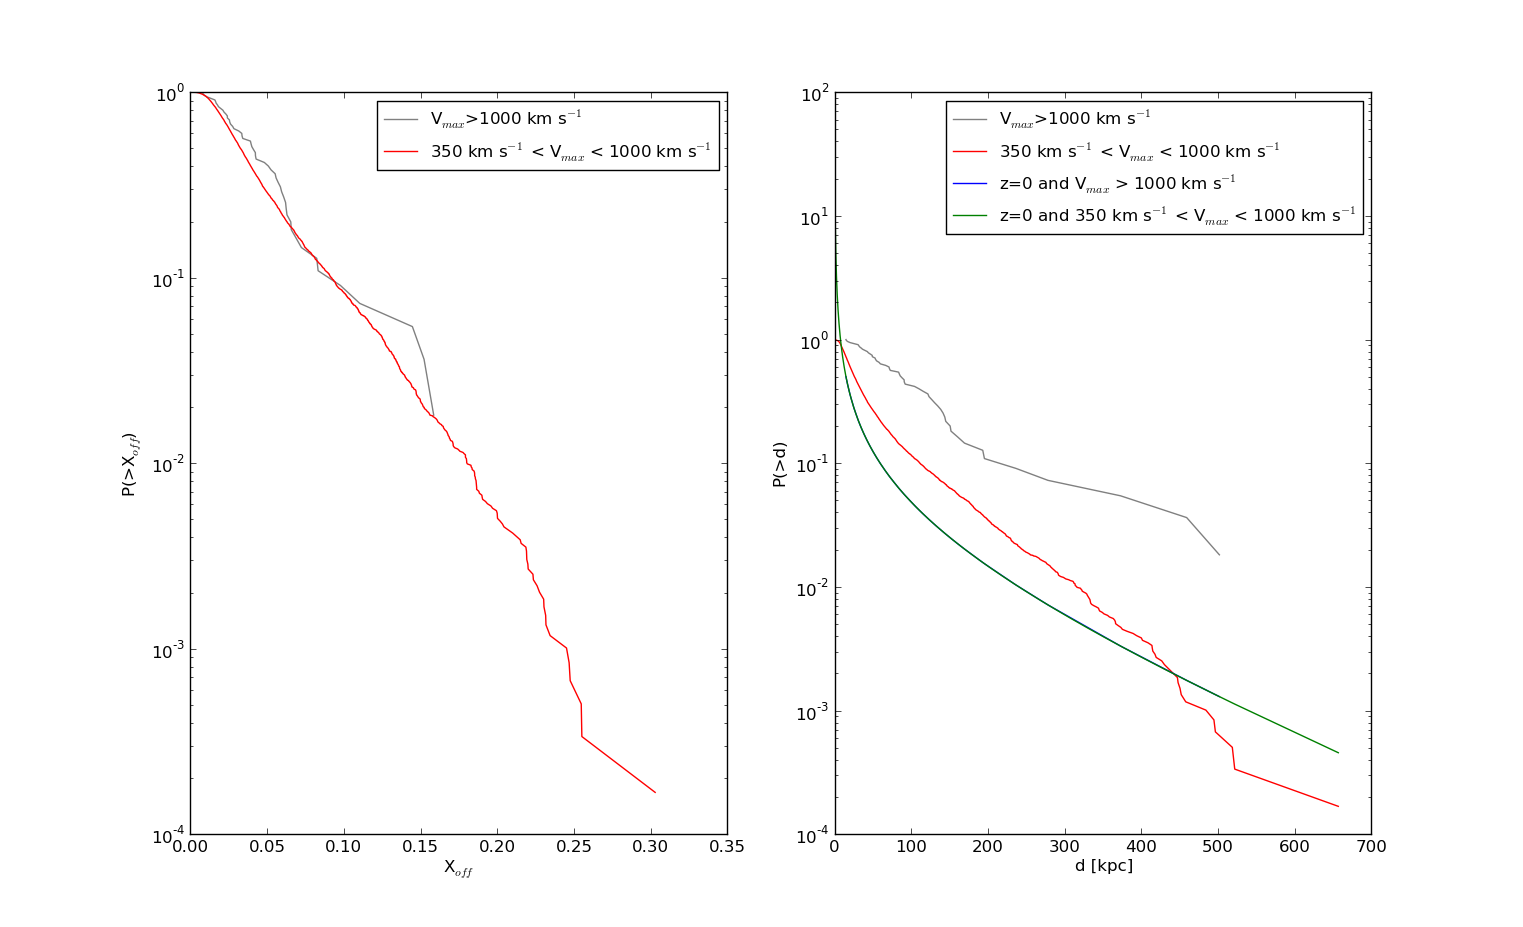 10^0
10^-1
10^-2
10^-3
10^-4
P(>X_off)
V_max>1000 km s^-1
350 km s^-1 < V_max < 1000 km s^-1
0.00 0.05 0.10 0.15 0.20 0.25 0.30 0.35
X_off
10^2
10^1
10^0
10^-1
10^-2
10^-3
10^-4
P(>d)
V_max>1000 km s^-1
350 km s^-1 < V_max < 1000 km s^-1
z=0 and V_max > 1000 km s^-1
z=0 and 350 km s^-1 < V_max < 1000 km s^-1
0 100 200 300 400 500 600 700
d [kpc]